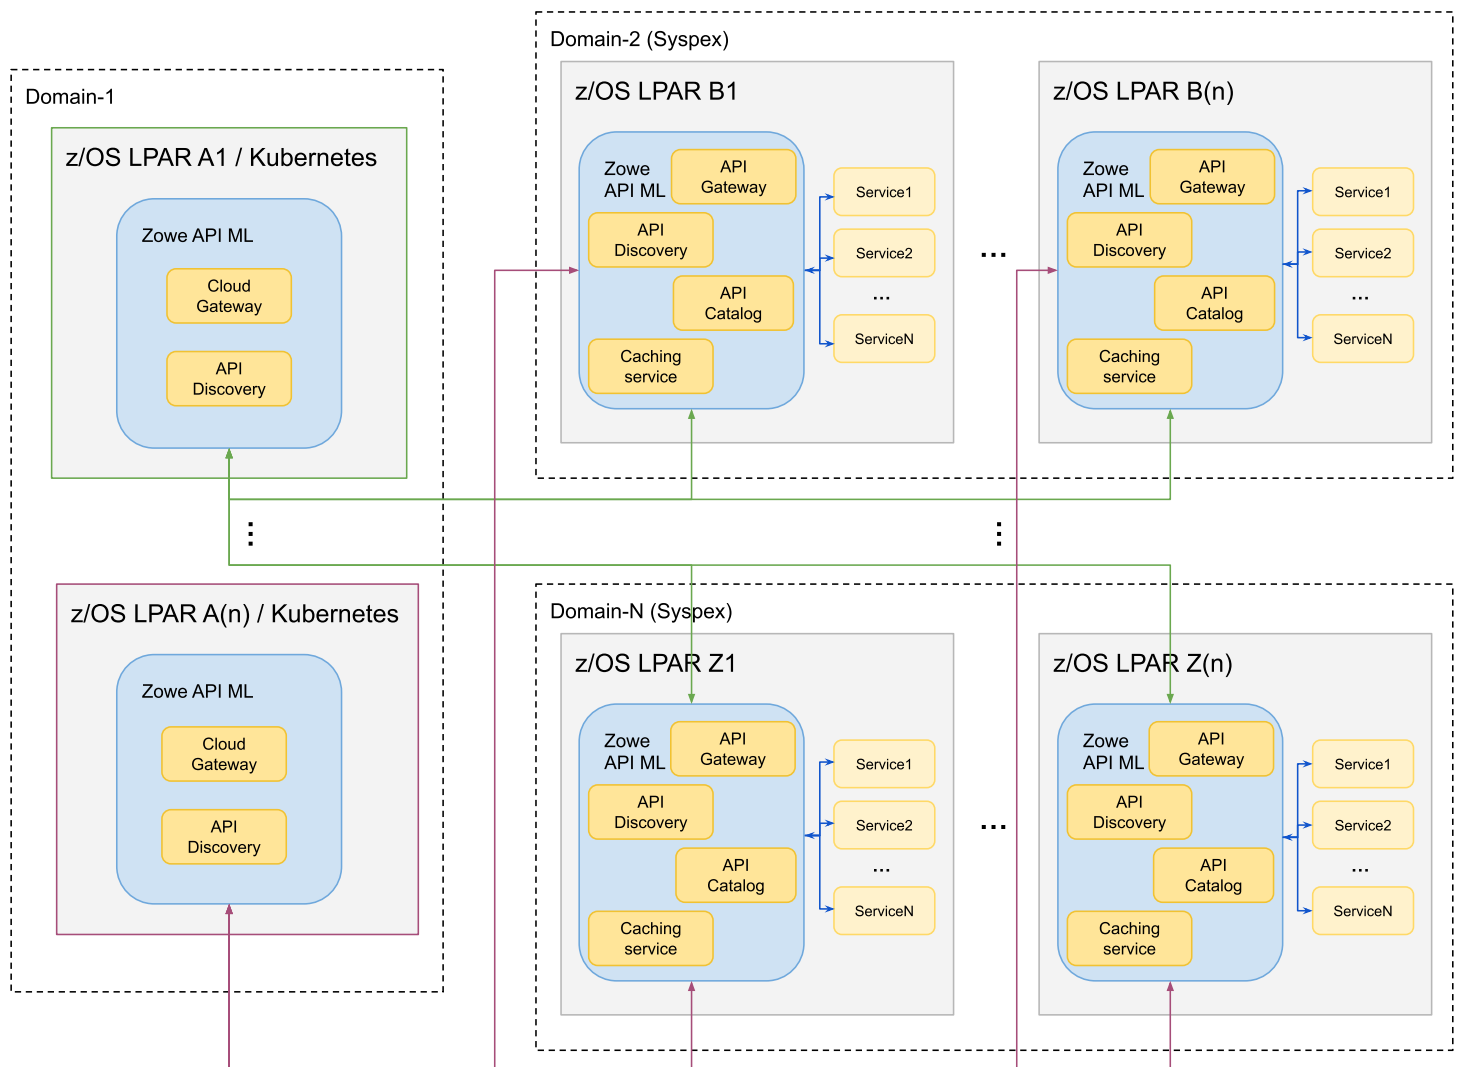 Domain-1
z/OS LPAR A1 / Kubernetes
Zowe API ML
Cloud
Gateway
API
Discovery
⋮
z/OS LPAR A(n) / Kubernetes
Zowe API ML
Cloud
Gateway
API
Discovery
Domain-2 (Syspex)
z/OS LPAR B1
Zowe
API ML
API
Gateway
API
Discovery
API
Catalog
Caching
service
Service1
Service2
...
ServiceN
...
z/OS LPAR B(n)
Zowe
API ML
API
Gateway
API
Discovery
API
Catalog
Caching
service
Service1
Service2
...
ServiceN
⋮
Domain-N (Syspex)
z/OS LPAR Z1
Zowe
API ML
API
Gateway
API
Discovery
API
Catalog
Caching
service
Service1
Service2
...
ServiceN
...
z/OS LPAR Z(n)
Zowe
API ML
API
Gateway
API
Discovery
API
Catalog
Caching
service
Service1
Service2
...
ServiceN